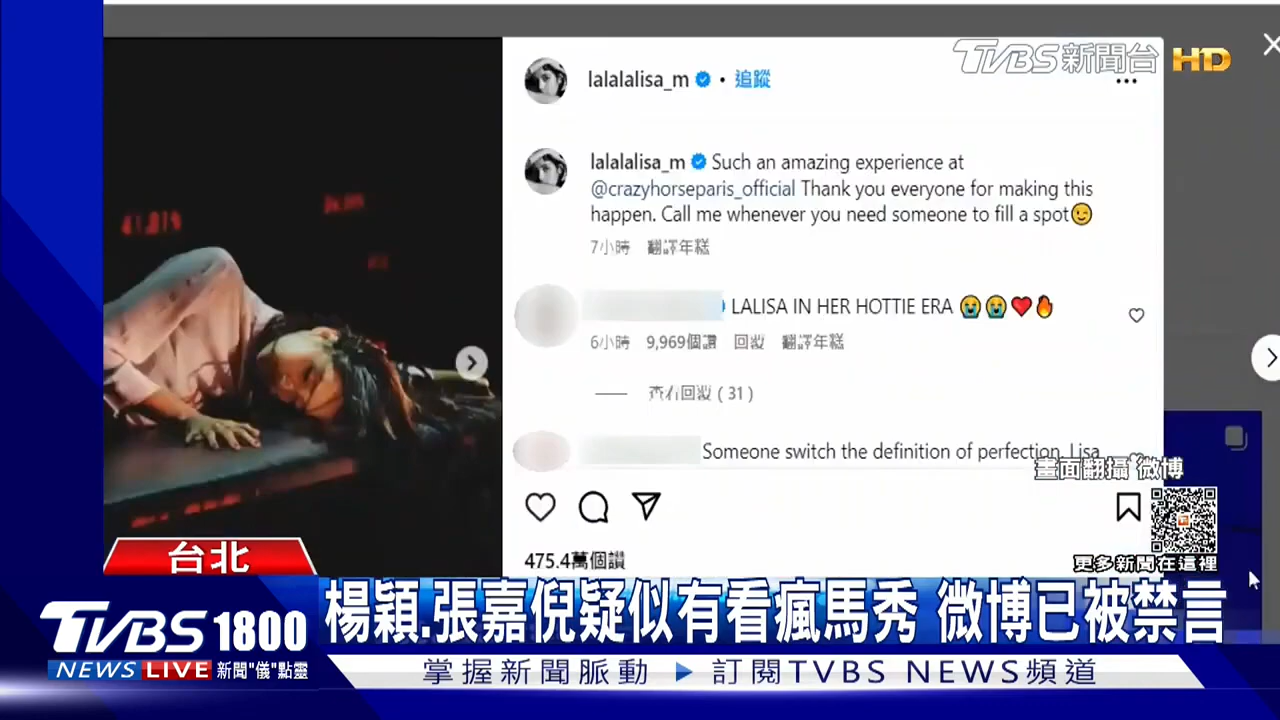 TVBS新聞台 HD
lalalalisa_m • 追蹤
lalalalisa_m Such an amazing experience at
@crazyhorseparis_official Thank you everyone for making this
happen. Call me whenever you need someone to fill a spot😉
7小時 翻譯年糕
LALISA IN HER HOTTIE ERA 😭😭❤️🔥
6小時 9,969個讚 回覆 翻譯年糕
查看回覆 (31)
Someone switch the definition of perfection. Lisa
畫面翻攝 微博
475.4萬個讚
更多新聞在這裡
台北
楊穎.張嘉倪疑似有看瘋馬秀 微博已被禁言
TVBS 1800
NEWS LIVE 新聞"儀"點靈
掌握新聞脈動 ▶ 訂閱TVBS NEWS頻道